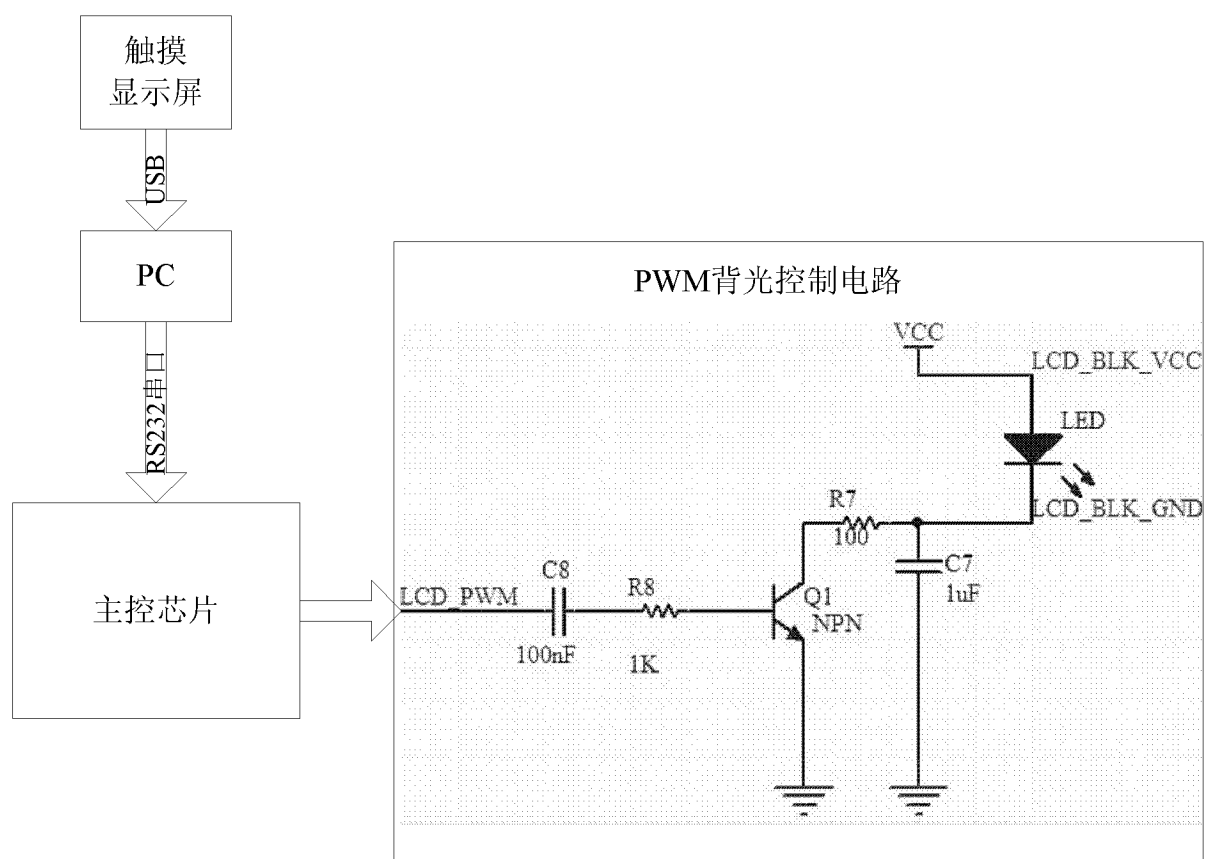 触摸
显示屏
USB
PC
RS232串口
主控芯片
PWM背光控制电路
VCC
LCD_BLK_VCC
LED
LCD_BLK_GND
R7
100
C7
1uF
LCD_PWM
C8
100nF
R8
1K
Q1
NPN